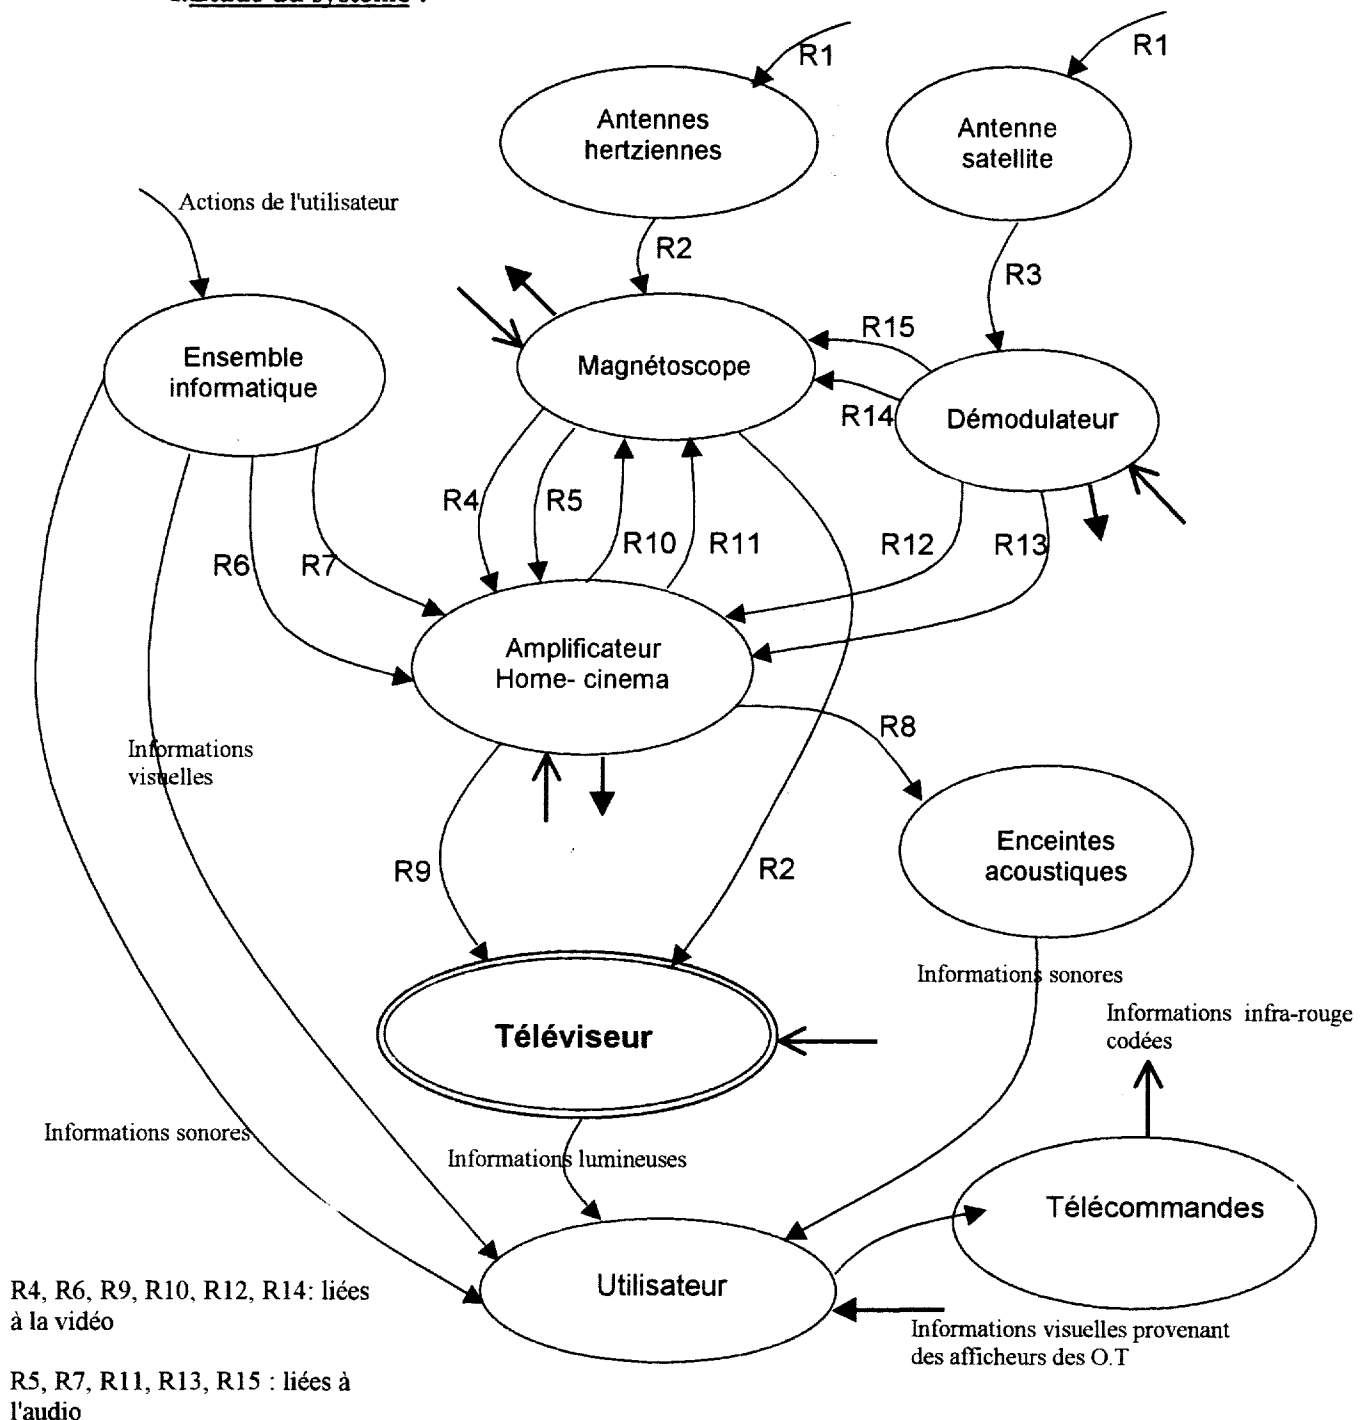 R1
R1
Antennes
hertziennes
Antenne
satellite
Actions de l'utilisateur
R2
R3
R15
Ensemble
informatique
Magnétoscope
R14
Démodulateur
R4
R5
R10
R11
R12
R13
R6
R7
Amplificateur
Home- cinema
R8
Informations
visuelles
R9
R2
Enceintes
acoustiques
Informations sonores
Informations infra-rouge
codées
Téléviseur
Informations sonores
Informations lumineuses
Télécommandes
Utilisateur
R4, R6, R9, R10, R12, R14: liées
à la vidéo
Informations visuelles provenant
des afficheurs des O.T
R5, R7, R11, R13, R15 : liées à
l'audio